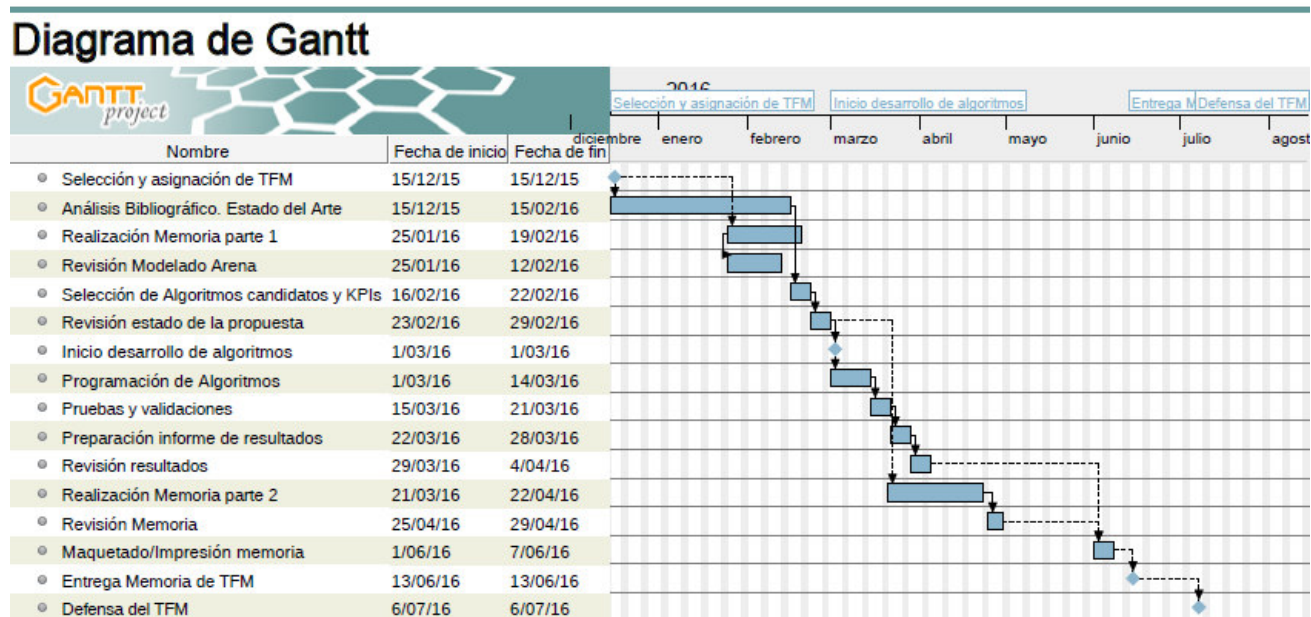 Diagrama de Gantt
GANTT
project
2016
Selección y asignación de TFM Inicio desarrollo de algoritmos Entrega M Defensa del TFM
diciembre enero febrero marzo abril mayo junio julio agost
Nombre Fecha de inicio Fecha de fin
Selección y asignación de TFM 15/12/15 15/12/15
Análisis Bibliográfico. Estado del Arte 15/12/15 15/02/16
Realización Memoria parte 1 25/01/16 19/02/16
Revisión Modelado Arena 25/01/16 12/02/16
Selección de Algoritmos candidatos y KPIs 16/02/16 22/02/16
Revisión estado de la propuesta 23/02/16 29/02/16
Inicio desarrollo de algoritmos 1/03/16 1/03/16
Programación de Algoritmos 1/03/16 14/03/16
Pruebas y validaciones 15/03/16 21/03/16
Preparación informe de resultados 22/03/16 28/03/16
Revisión resultados 29/03/16 4/04/16
Realización Memoria parte 2 21/03/16 22/04/16
Revisión Memoria 25/04/16 29/04/16
Maquetado/Impresión memoria 1/06/16 7/06/16
Entrega Memoria de TFM 13/06/16 13/06/16
Defensa del TFM 6/07/16 6/07/16